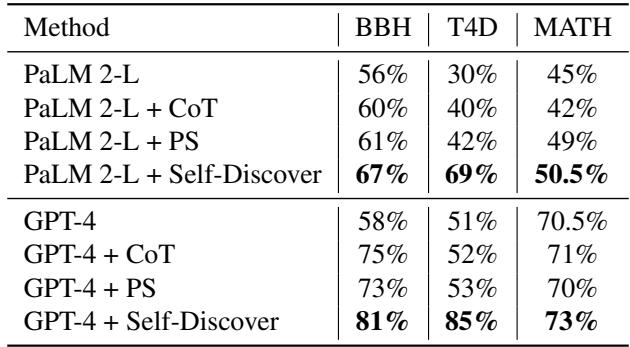 Method BBH T4D MATH
PaLM 2-L 56% 30% 45%
PaLM 2-L + CoT 60% 40% 42%
PaLM 2-L + PS 61% 42% 49%
PaLM 2-L + Self-Discover 67% 69% 50.5%
GPT-4 58% 51% 70.5%
GPT-4 + CoT 75% 52% 71%
GPT-4 + PS 73% 53% 70%
GPT-4 + Self-Discover 81% 85% 73%